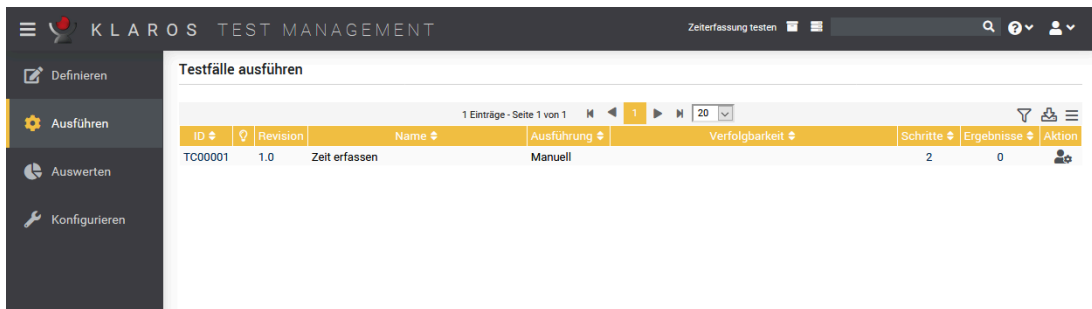 KLAROS TEST MANAGEMENT
Zeiterfassung testen
Definieren
Ausführen
Auswerten
Konfigurieren
Testfälle ausführen
1 Einträge - Seite 1 von 1 1 20
ID Revision Name Ausführung Verfolgbarkeit Schritte Ergebnisse Aktion
TC00001 1.0 Zeit erfassen Manuell 2 0